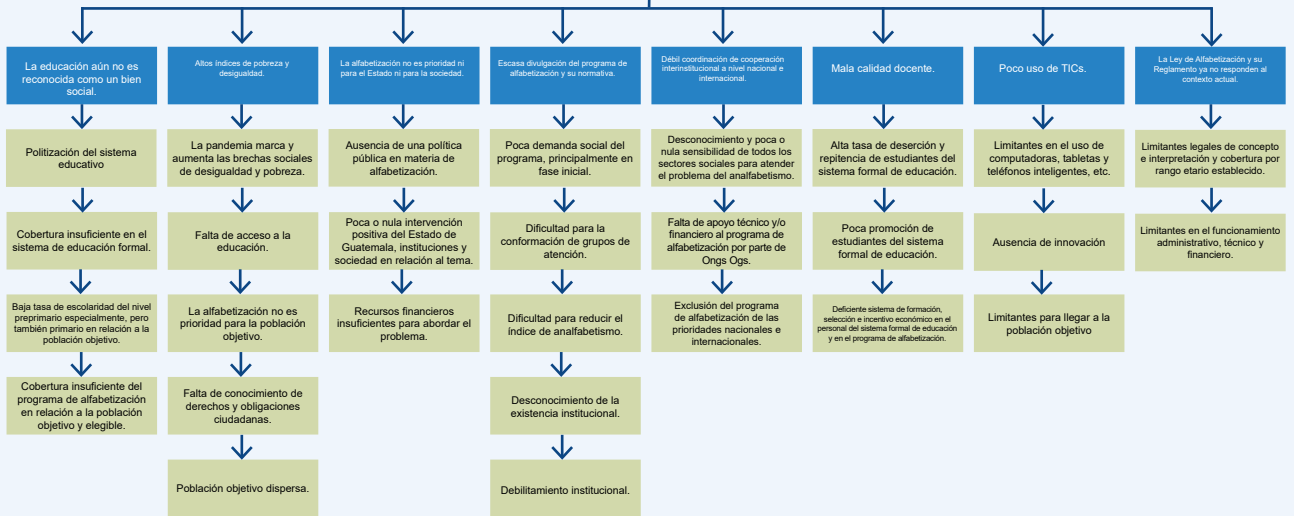 La educación aún no es
reconocida como un bien
social.
Altos índices de pobreza y
desigualdad.
La alfabetización no es prioridad ni
para el Estado ni para la sociedad.
Escasa divulgación del programa de
alfabetización y su normativa.
Débil coordinación de cooperación
interinstitucional a nivel nacional e
internacional.
Mala calidad docente.
Poco uso de TICs.
La Ley de Alfabetización y su
Reglamento ya no responden al
contexto actual.
Politización del sistema
educativo
La pandemia marca y
aumenta las brechas sociales
de desigualdad y pobreza.
Ausencia de una política
pública en materia de
alfabetización.
Poca demanda social del
programa, principalmente en
fase inicial.
Desconocimiento y poca o
nula sensibilidad de todos los
sectores sociales para atender
el problema del analfabetismo.
Alta tasa de deserción y
repitencia de estudiantes del
sistema formal de educación.
Limitantes en el uso de
computadoras, tabletas y
teléfonos inteligentes, etc.
Limitantes legales de concepto
e interpretación y cobertura por
rango etario establecido.
Cobertura insuficiente en el
sistema de educación formal.
Falta de acceso a la
educación.
Poca o nula intervención
positiva del Estado de
Guatemala, instituciones y
sociedad en relación al tema.
Dificultad para la
conformación de grupos de
atención.
Falta de apoyo técnico y/o
financiero al programa de
alfabetización por parte de
Ongs Ogs.
Poca promoción de
estudiantes del sistema
formal de educación.
Ausencia de innovación
Limitantes en el funcionamiento
administrativo, técnico y
financiero.
Baja tasa de escolaridad del nivel
preprimario especialmente, pero
también primario en relación a la
población objetivo.
La alfabetización no es
prioridad para la población
objetivo.
Recursos financieros
insuficientes para abordar el
problema.
Dificultad para reducir el
índice de analfabetismo.
Exclusión del programa
de alfabetización de las
prioridades nacionales e
internacionales.
Deficiente sistema de formación,
selección e incentivo económico en el
personal del sistema formal de educación
y en el programa de alfabetización.
Limitantes para llegar a la
población objetivo
Cobertura insuficiente del
programa de alfabetización
en relación a la población
objetivo y elegible.
Falta de conocimiento de
derechos y obligaciones
ciudadanas.
Desconocimiento de la
existencia institucional.
Población objetivo dispersa.
Debilitamiento institucional.